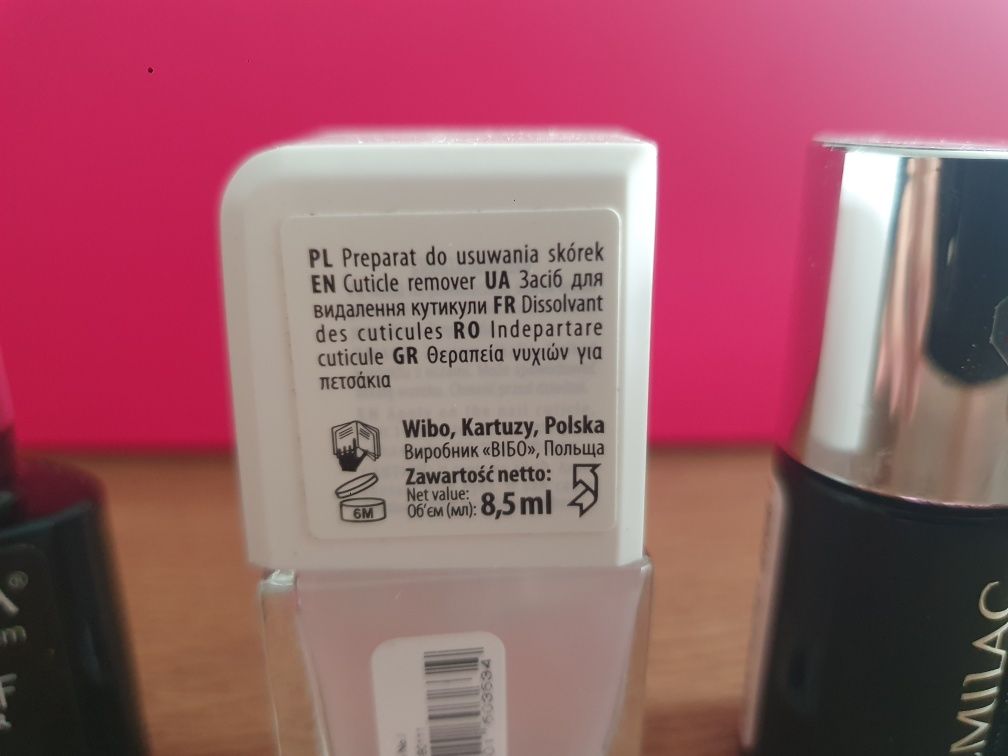 PL Preparat do usuwania skórek
EN Cuticle remover UA Засіб для
видалення кутикули FR Dissolvant
des cuticules RO Indepartare
cuticule GR Θεραπεία νυχιών για
πετσάκια
Wibo, Kartuzy, Polska
Виробник «ВІБО», Польща
Zawartość netto:
Net value:
Об'єм (мл): 8,5 ml
6M